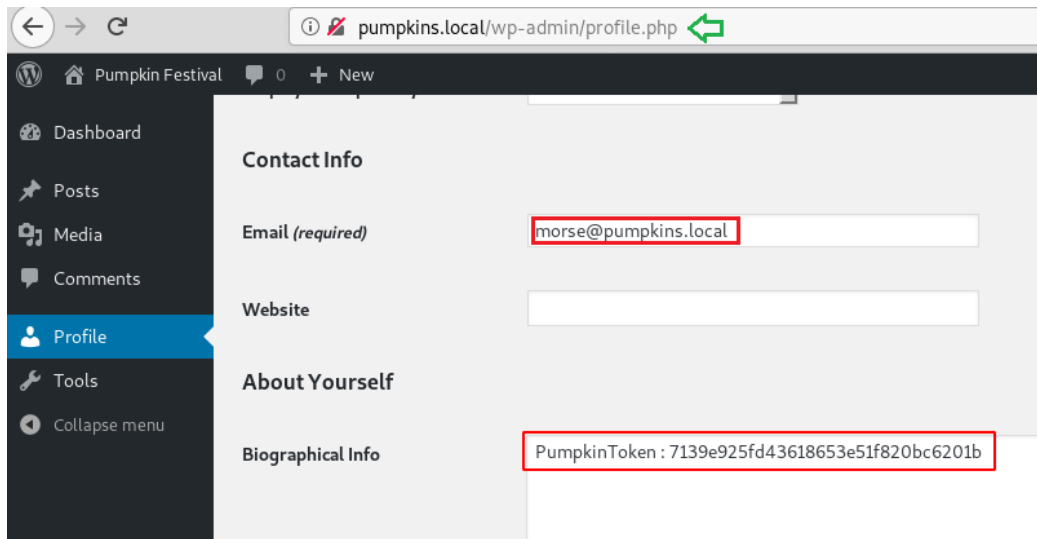 pumpkins.local/wp-admin/profile.php
Pumpkin Festival 0 + New
Dashboard
Contact Info
Posts
Email (required) morse@pumpkins.local
Media
Comments
Website
Profile
Tools
About Yourself
Collapse menu
Biographical Info PumpkinToken : 7139e925fd43618653e51f820bc6201b